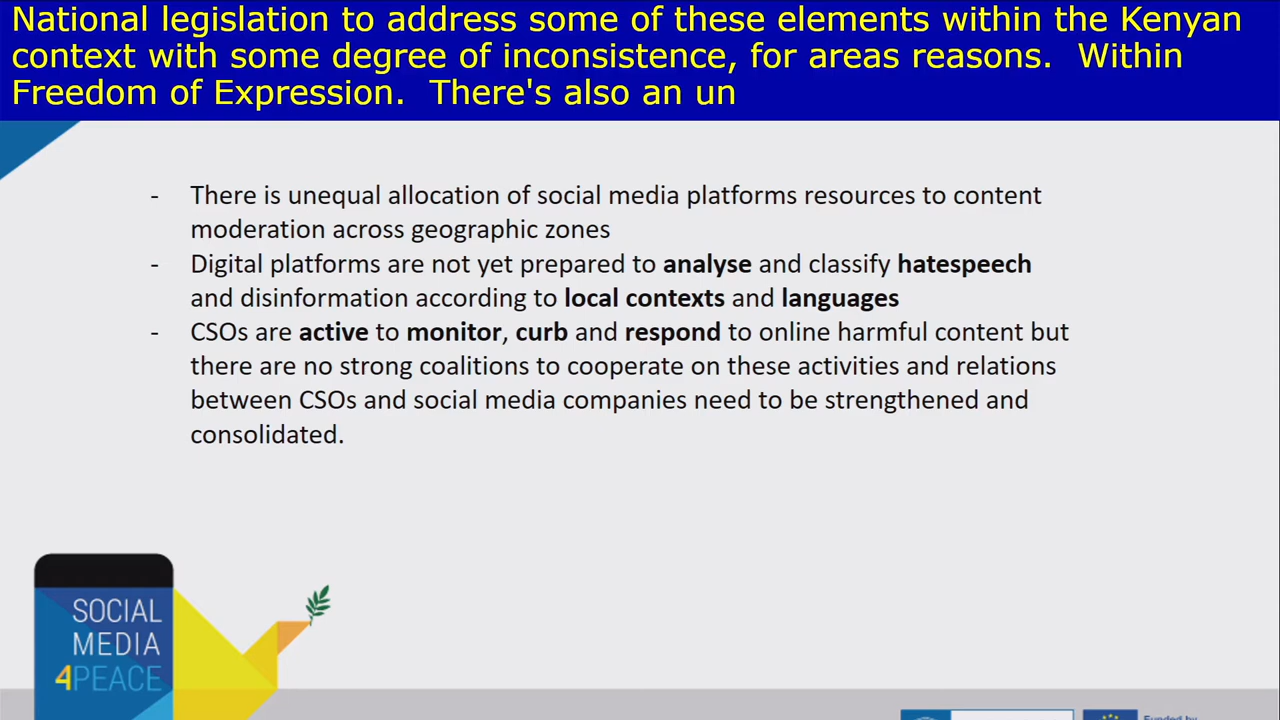 National legislation to address some of these elements within the Kenyan
context with some degree of inconsistence, for areas reasons.  Within
Freedom of Expression.  There's also an un
- There is unequal allocation of social media platforms resources to content
moderation across geographic zones
- Digital platforms are not yet prepared to analyse and classify hatespeech
and disinformation according to local contexts and languages
- CSOs are active to monitor, curb and respond to online harmful content but
there are no strong coalitions to cooperate on these activities and relations
between CSOs and social media companies need to be strengthened and
consolidated.
SOCIAL
MEDIA
4PEACE
Funded by